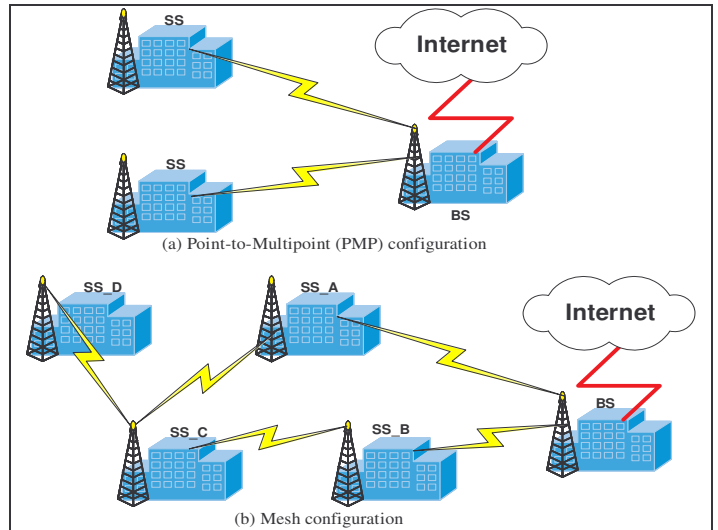 SS
Internet
SS
BS
(a) Point-to-Multipoint (PMP) configuration
SS_D
SS_A
Internet
BS
SS_C
SS_B
(b) Mesh configuration